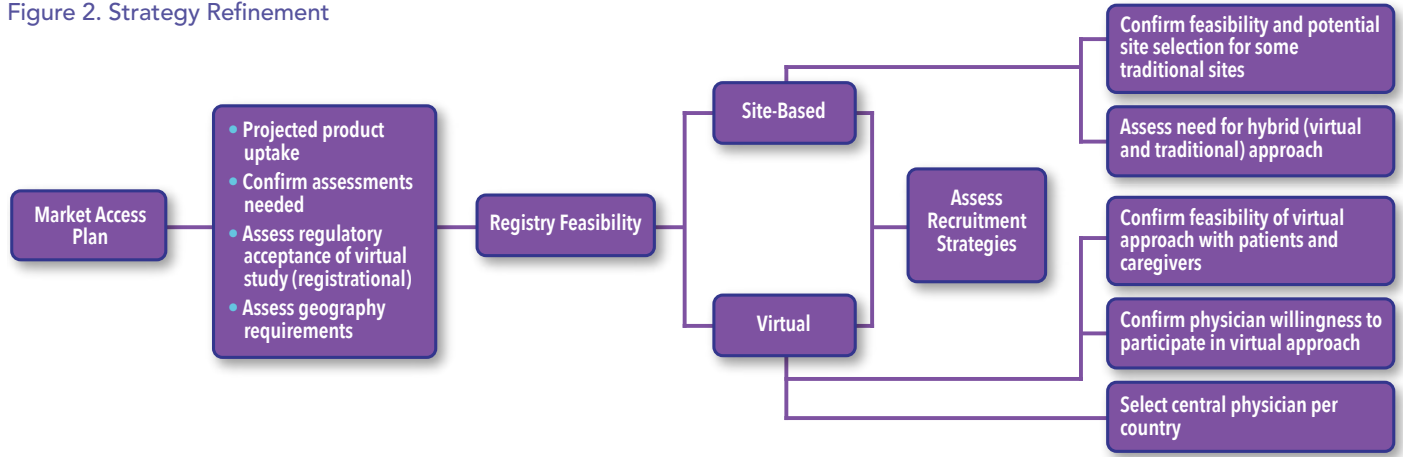 Figure 2. Strategy Refinement
Market Access
Plan
• Projected product
uptake
• Confirm assessments
needed
• Assess regulatory
acceptance of virtual
study (registrational)
• Assess geography
requirements
Registry Feasibility
Site-Based
Virtual
Assess
Recruitment
Strategies
Confirm feasibility and potential
site selection for some
traditional sites
Assess need for hybrid (virtual
and traditional) approach
Confirm feasibility of virtual
approach with patients and
caregivers
Confirm physician willingness to
participate in virtual approach
Select central physician per
country